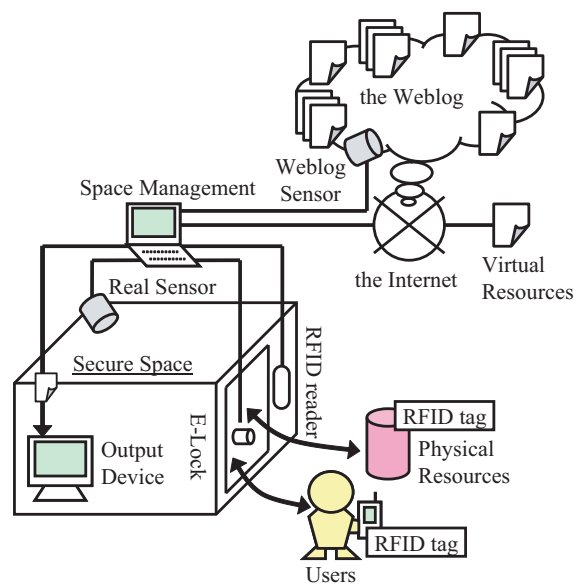 the Weblog
Weblog
Sensor
Space Management
the Internet
Virtual
Resources
Real Sensor
Secure Space
RFID reader
E-Lock
Output
Device
RFID tag
Physical
Resources
RFID tag
Users